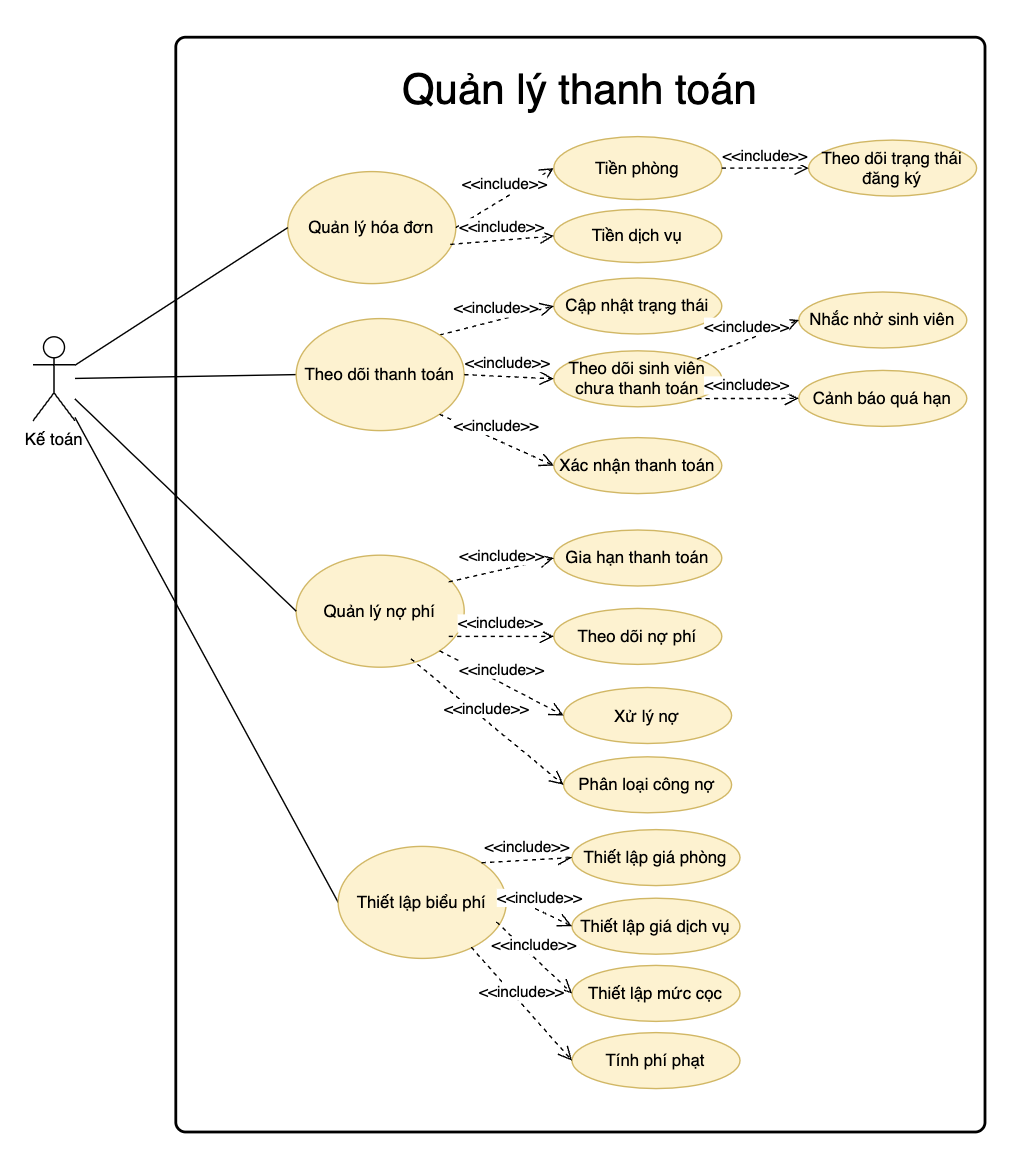 Quản lý thanh toán
<<include>>
Tiền phòng
<<include>>
Theo dõi trạng thái
đăng ký
Quản lý hóa đơn
<<include>>
Tiền dịch vụ
<<include>>
Cập nhật trạng thái
<<include>>
Nhắc nhở sinh viên
Theo dõi thanh toán
<<include>>
Theo dõi sinh viên
chưa thanh toán
<<include>>
Cảnh báo quá hạn
Kế toán
<<include>>
Xác nhận thanh toán
<<include>>
Gia hạn thanh toán
Quản lý nợ phí
<<include>>
Theo dõi nợ phí
<<include>>
Xử lý nợ
<<include>>
Phân loại công nợ
<<include>>
Thiết lập giá phòng
Thiết lập biểu phí
<<include>>
Thiết lập giá dịch vụ
<<include>>
Thiết lập mức cọc
<<include>>
Tính phí phạt